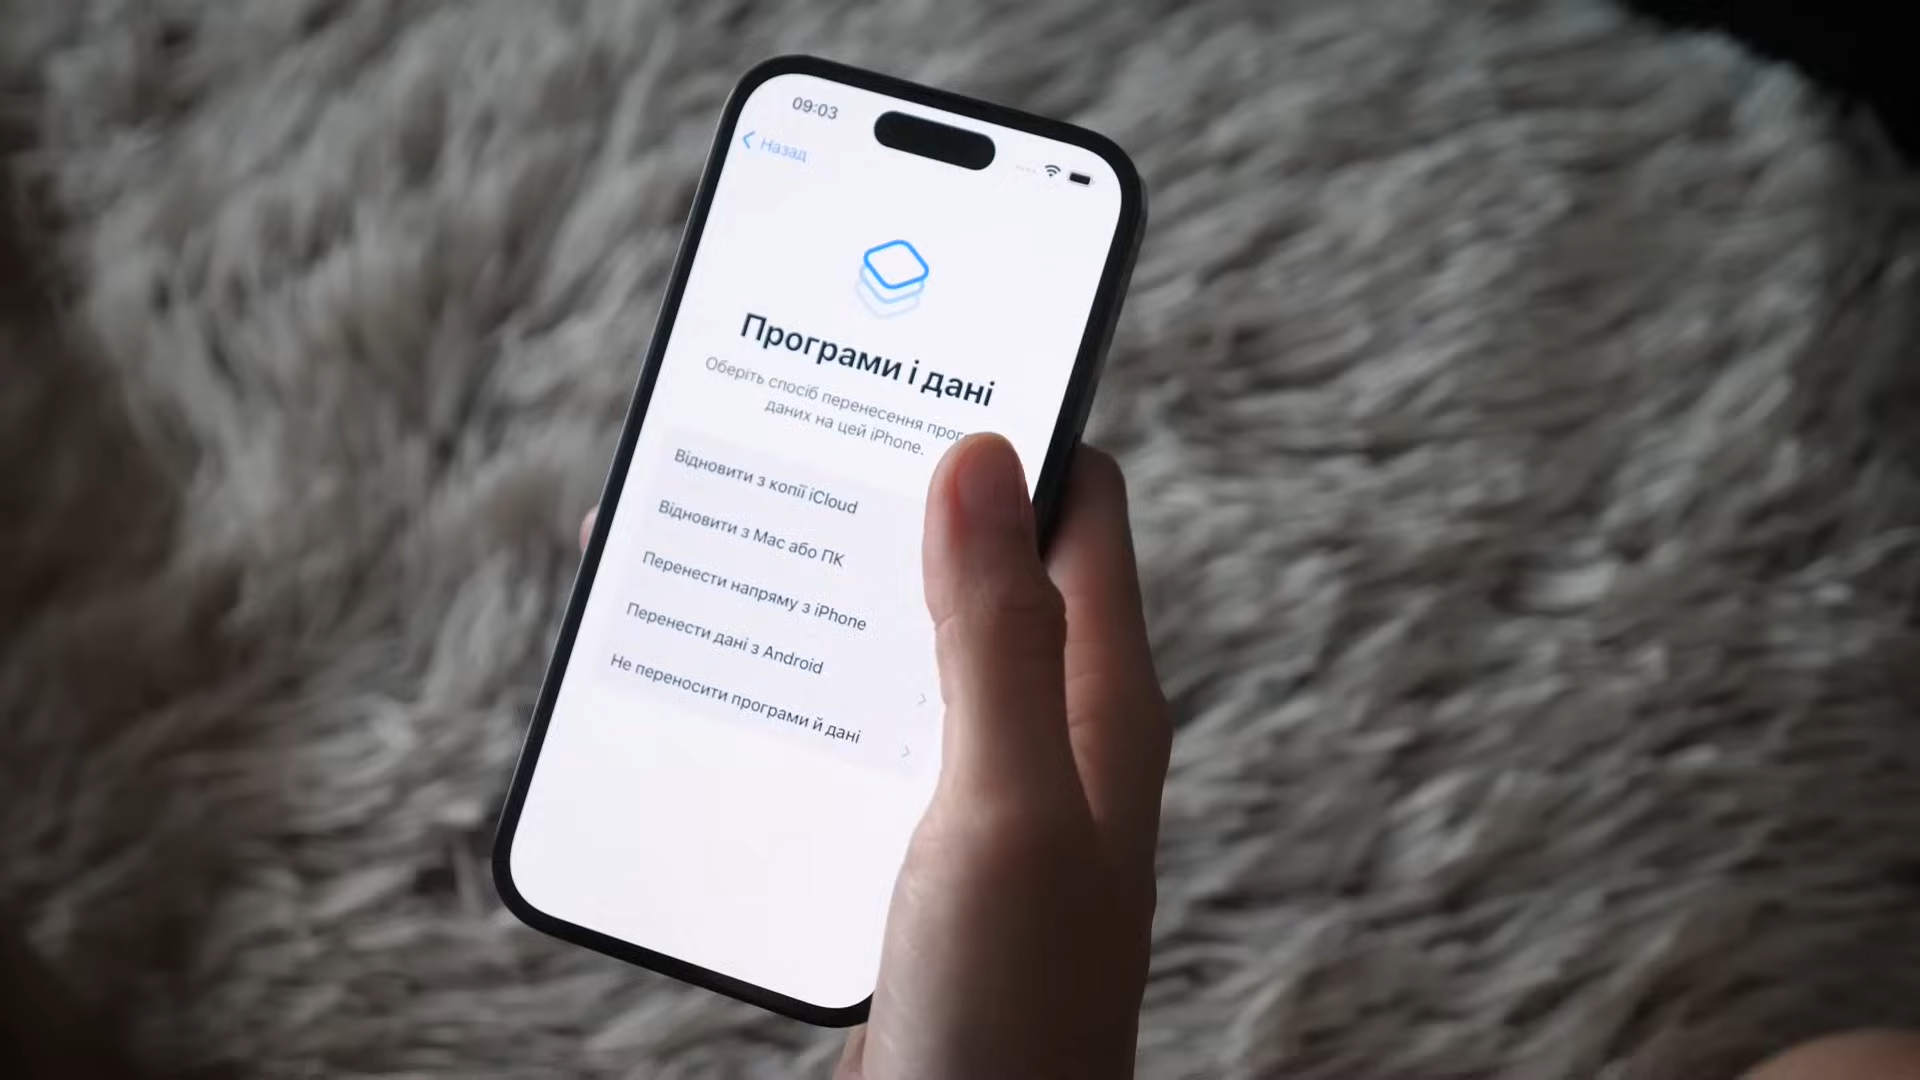 09:03
Назад
Програми і дані
Оберіть спосіб перенесення
даних на цей iPhone.
Відновити з копії iCloud
Відновити з Mac або ПК
Перенести напряму з iPhone
Перенести дані з Android
Не переносити програми й дані